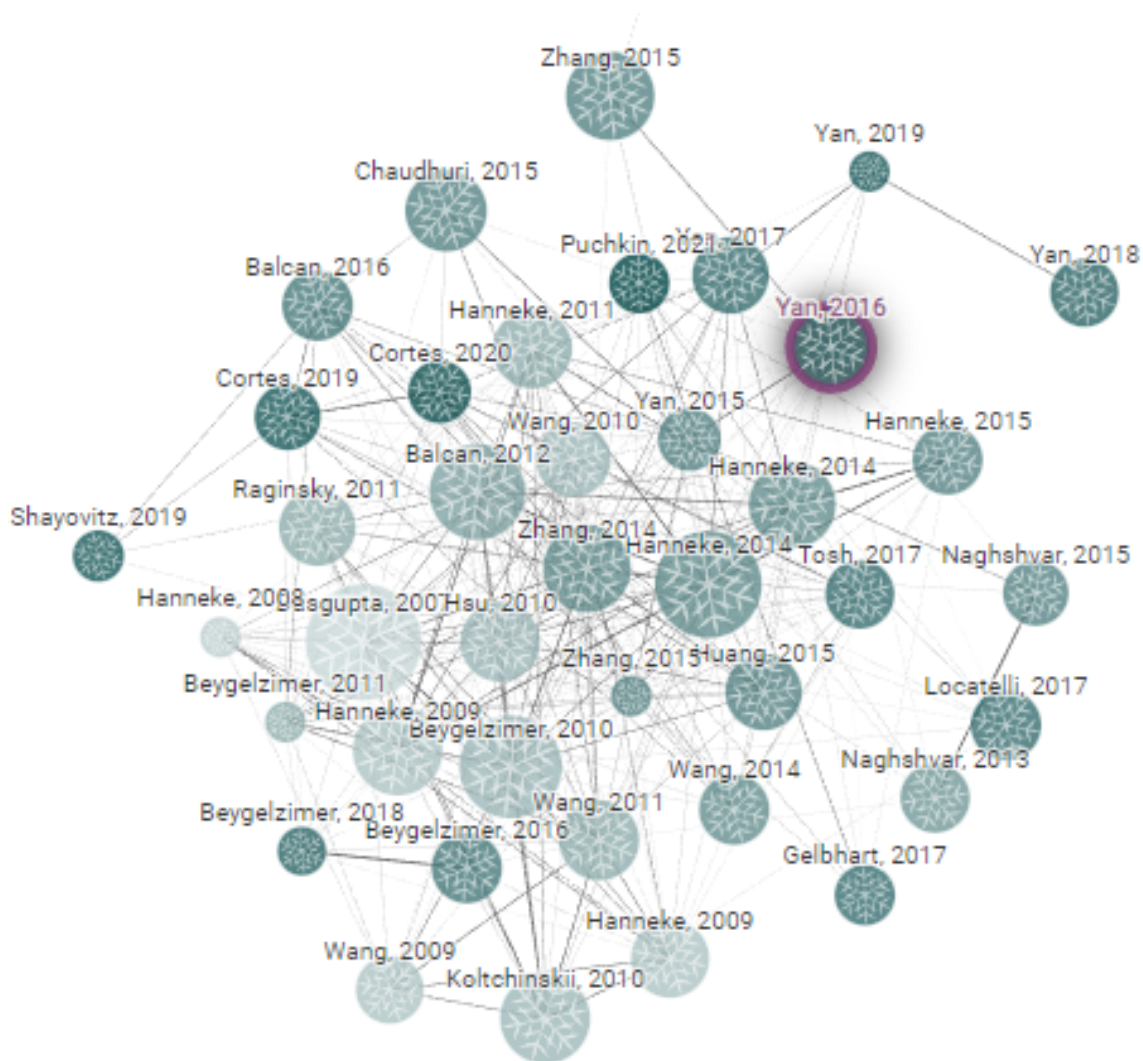 Zhang, 2015
Yan, 2019
Chaudhuri, 2015
Puchkin, 2021
2017
Yan, 2018
Balcan, 2016
Hanneke, 2011
Yan, 2016
Cortes, 2020
Cortes, 2019
Yan, 2015
Wang, 2010
Hanneke, 2015
Balcan, 2012
Hanneke, 2014
Raginsky, 2011
Shayovitz, 2019
Zhang, 2014
Hanneke, 2014
Tosh, 2017
Naghshvar, 2015
Hanneke, 2008
Dasgupta, 2007
Hsu, 2010
Zhang, 2015
Huang, 2015
Beygelzimer, 2011
Locatelli, 2017
Hanneke, 2009
Beygelzimer, 2010
Naghshvar, 2013
Wang, 2014
Wang, 2011
Beygelzimer, 2018
Beygelzimer, 2016
Gelbhart, 2017
Hanneke, 2009
Wang, 2009
Koltchinskii, 2010